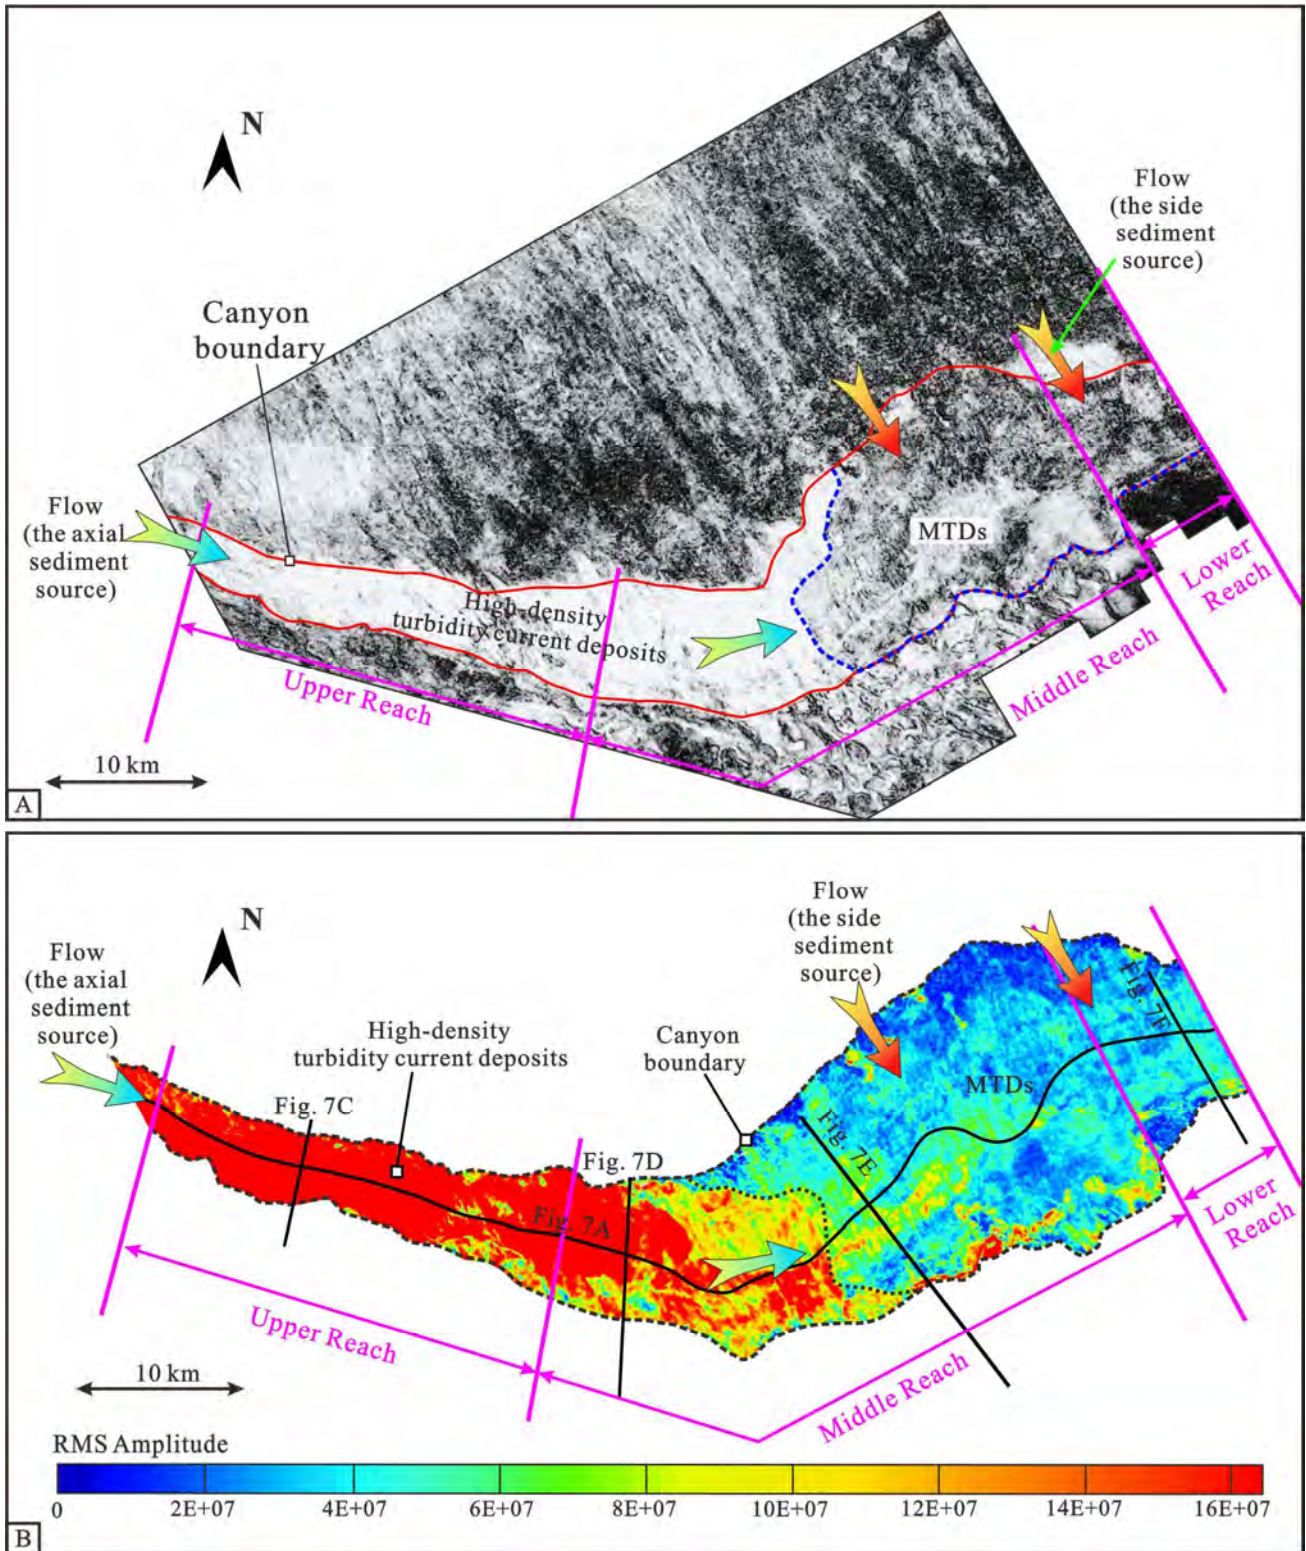 N
Flow
(the side
sediment
source)
Canyon
boundary
Flow
(the axial
sediment
source)
MTDs
High-density
turbidity current deposits
Upper Reach
Middle Reach
Lower
Reach
10 km
A
N
Flow
(the axial
sediment
source)
Flow
(the side
sediment
source)
High-density
turbidity current deposits
Canyon
boundary
Fig. 7C
Fig. 7D
Fig. 7A
Fig. 7E
Fig. 7F
MTDs
Upper Reach
Middle Reach
Lower
Reach
10 km
RMS Amplitude
0 2E+07 4E+07 6E+07 8E+07 10E+07 12E+07 14E+07 16E+07
B